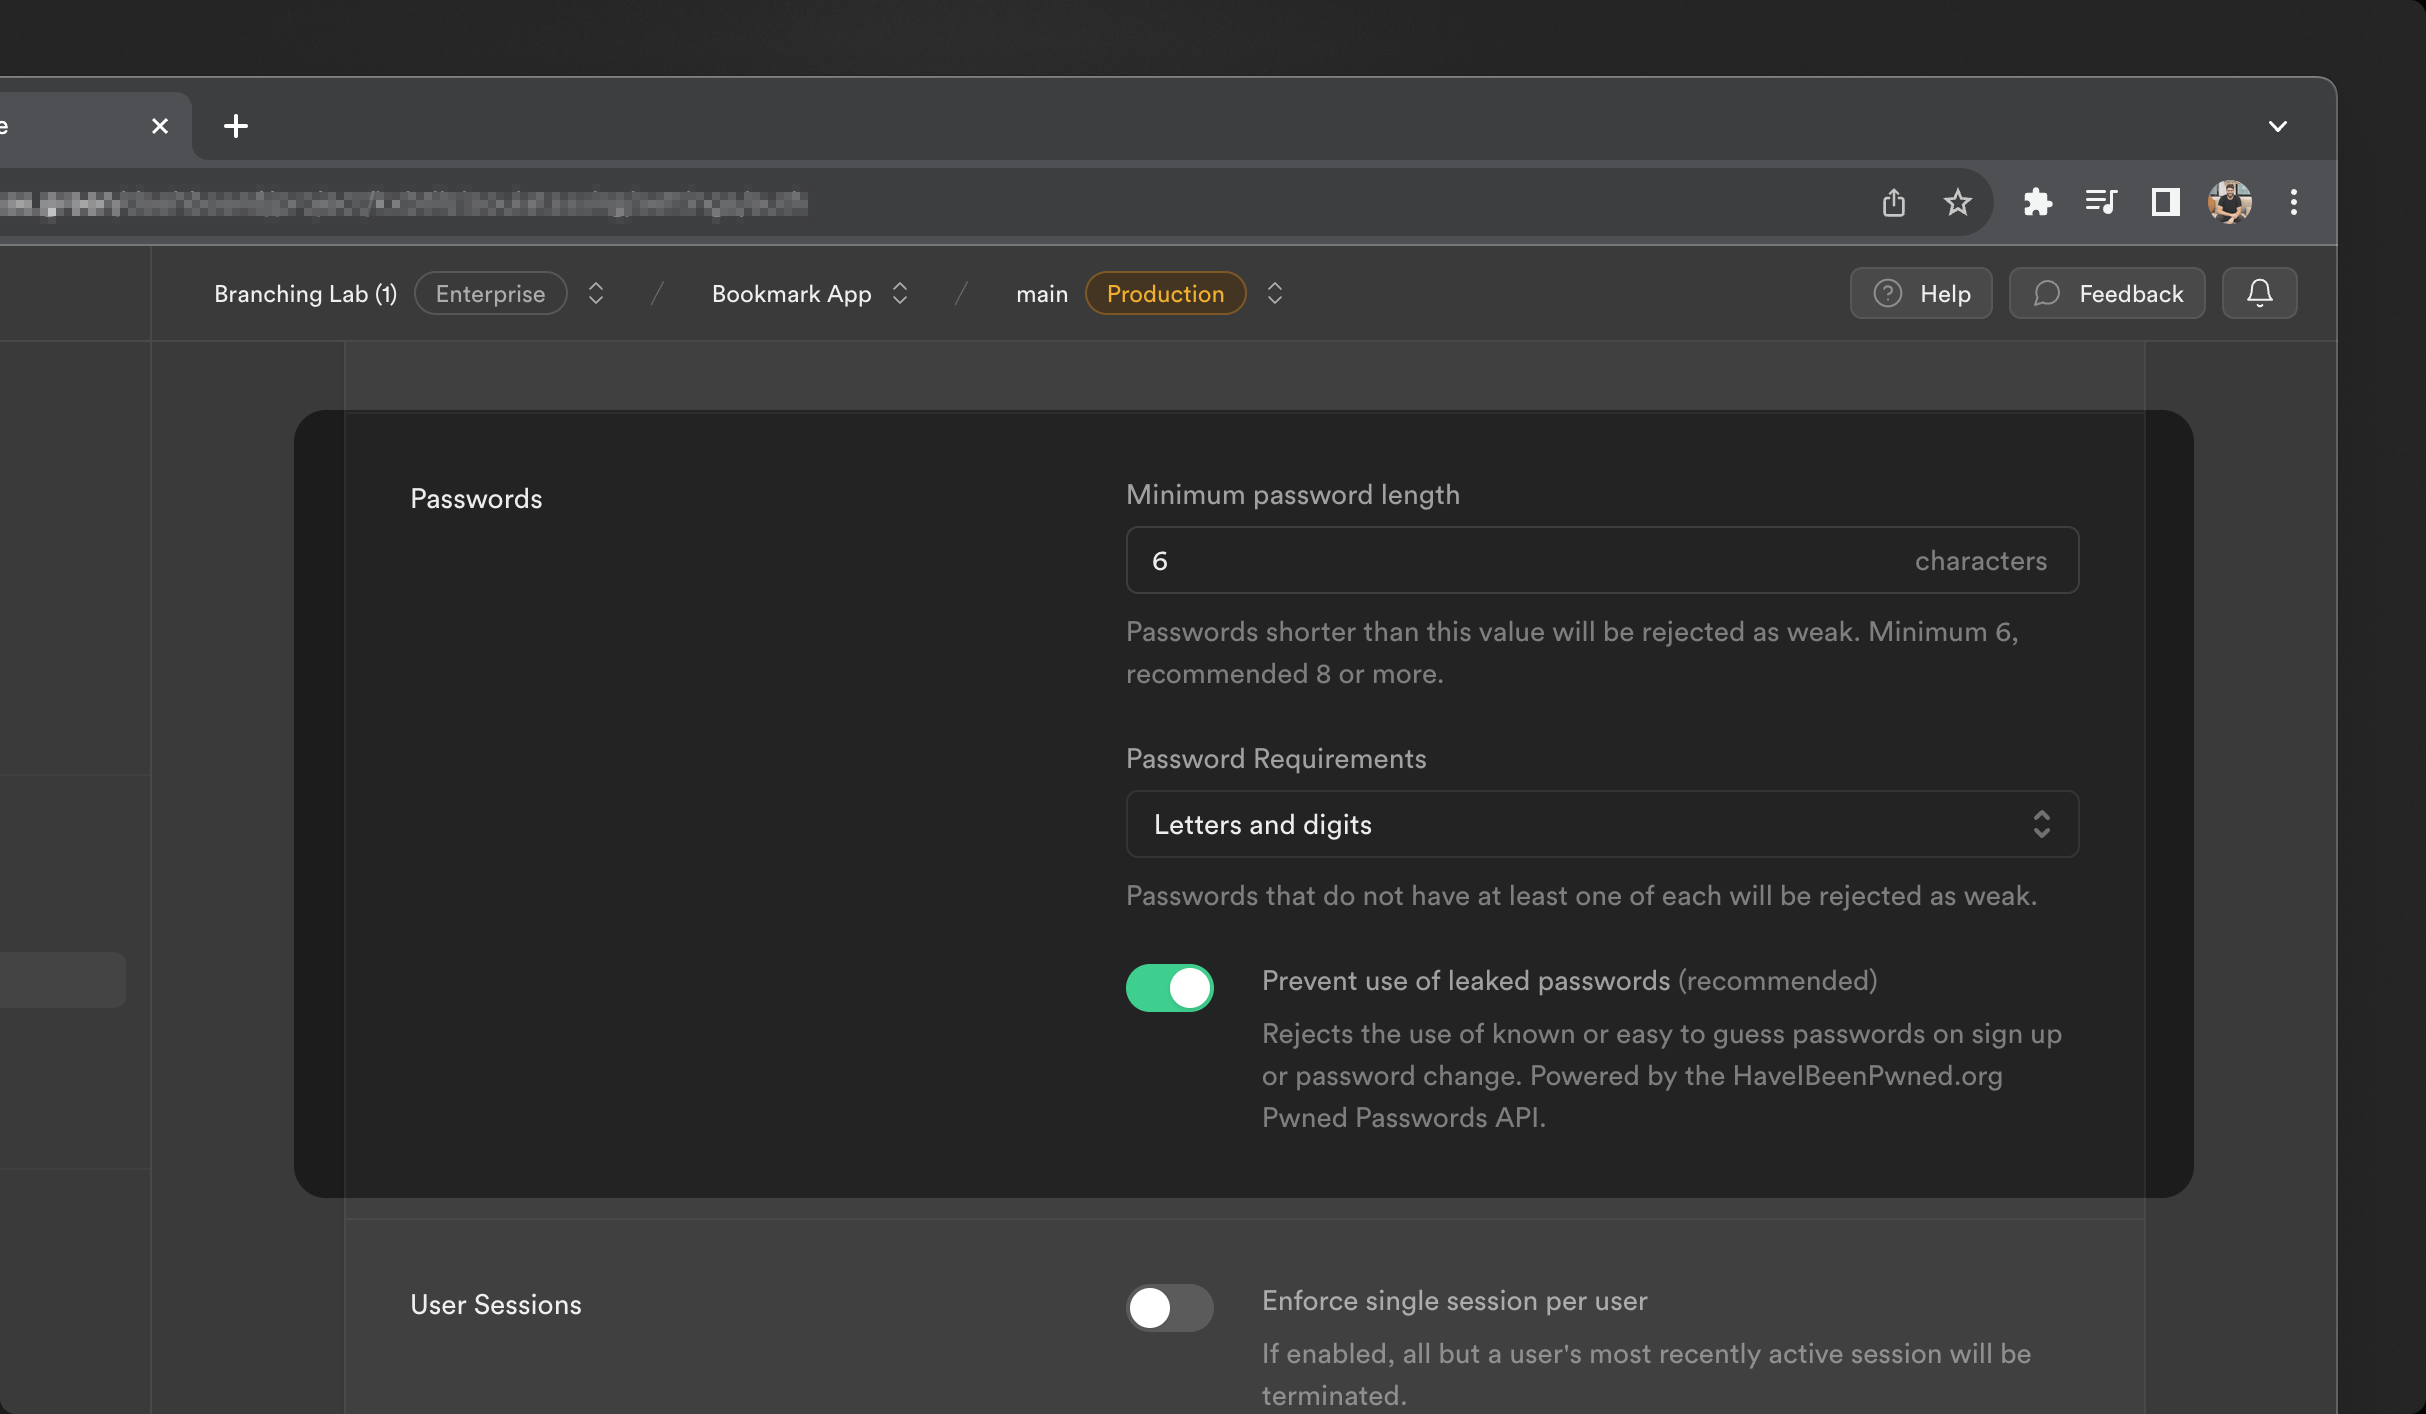 e
Branching Lab (1) Enterprise / Bookmark App / main Production Help Feedback
Passwords
Minimum password length
6 characters
Passwords shorter than this value will be rejected as weak. Minimum 6,
recommended 8 or more.
Password Requirements
Letters and digits
Passwords that do not have at least one of each will be rejected as weak.
Prevent use of leaked passwords (recommended)
Rejects the use of known or easy to guess passwords on sign up
or password change. Powered by the HaveIBeenPwned.org
Pwned Passwords API.
User Sessions
Enforce single session per user
If enabled, all but a user's most recently active session will be
terminated.